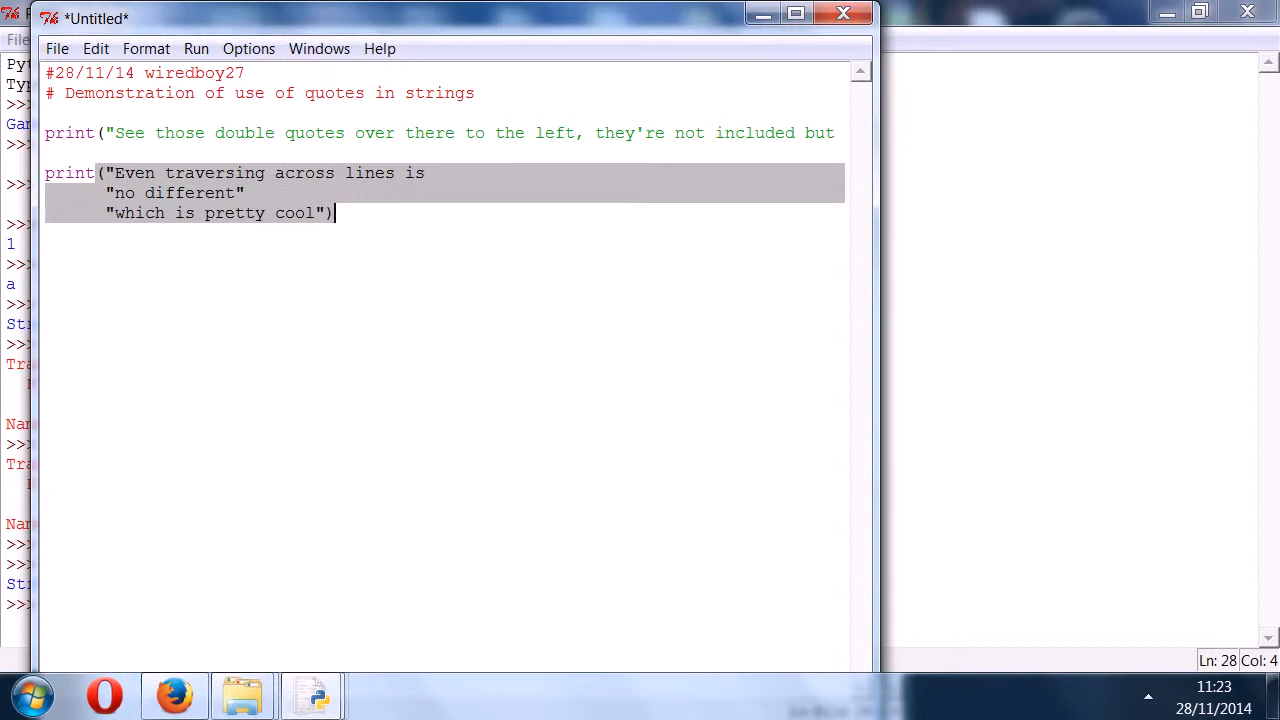 *Untitled*
File Edit Format Run Options Windows Help
#28/11/14 wiredboy27
# Demonstration of use of quotes in strings
print("See those double quotes over there to the left, they're not included but
print("Even traversing across lines is
"no different"
"which is pretty cool")
>>>
1
>>>
a
>>>
>>>
>>>
>>>
>>>
>>>
Ln: 28 Col: 4
11:23
28/11/2014